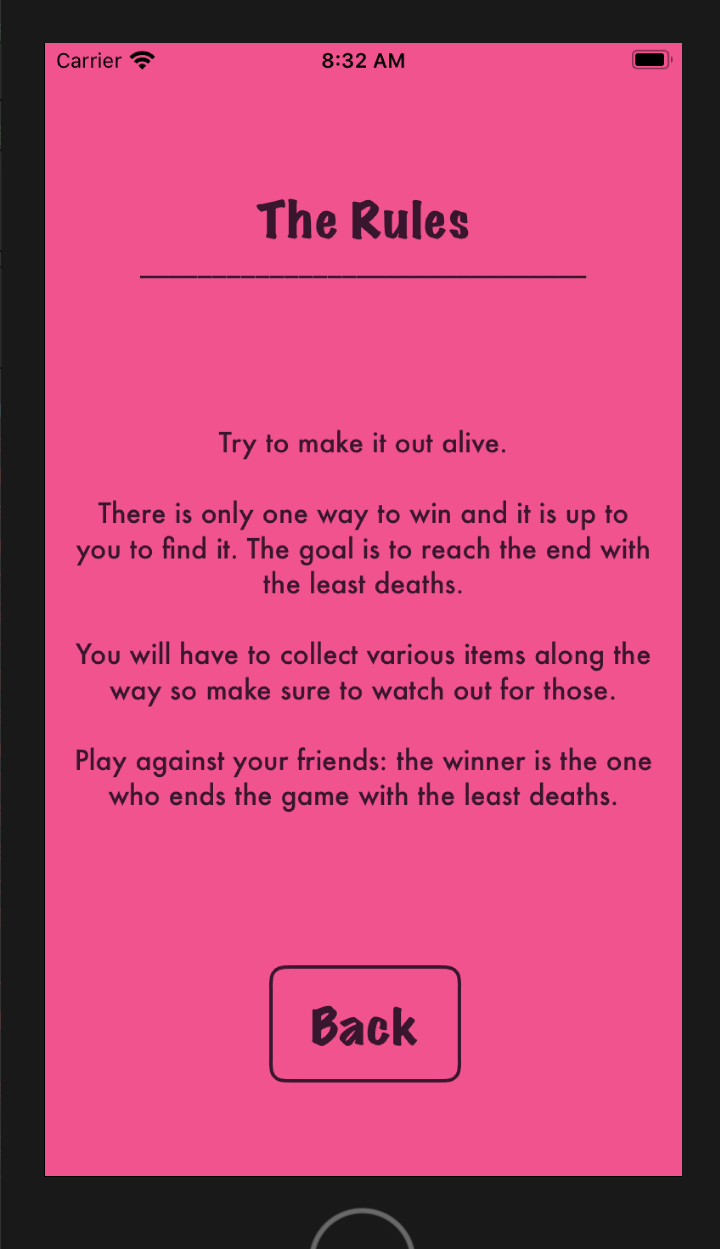 Carrier 8:32 AM
The Rules
Try to make it out alive.
There is only one way to win and it is up to
you to find it. The goal is to reach the end with
the least deaths.
You will have to collect various items along the
way so make sure to watch out for those.
Play against your friends: the winner is the one
who ends the game with the least deaths.
Back